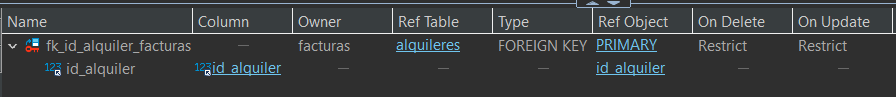 Name Column Owner Ref Table Type Ref Object On Delete On Update
fk_id_alquiler_facturas — facturas alquileres FOREIGN KEY PRIMARY Restrict Restrict
123 id_alquiler 123 id_alquiler — — — id_alquiler — —